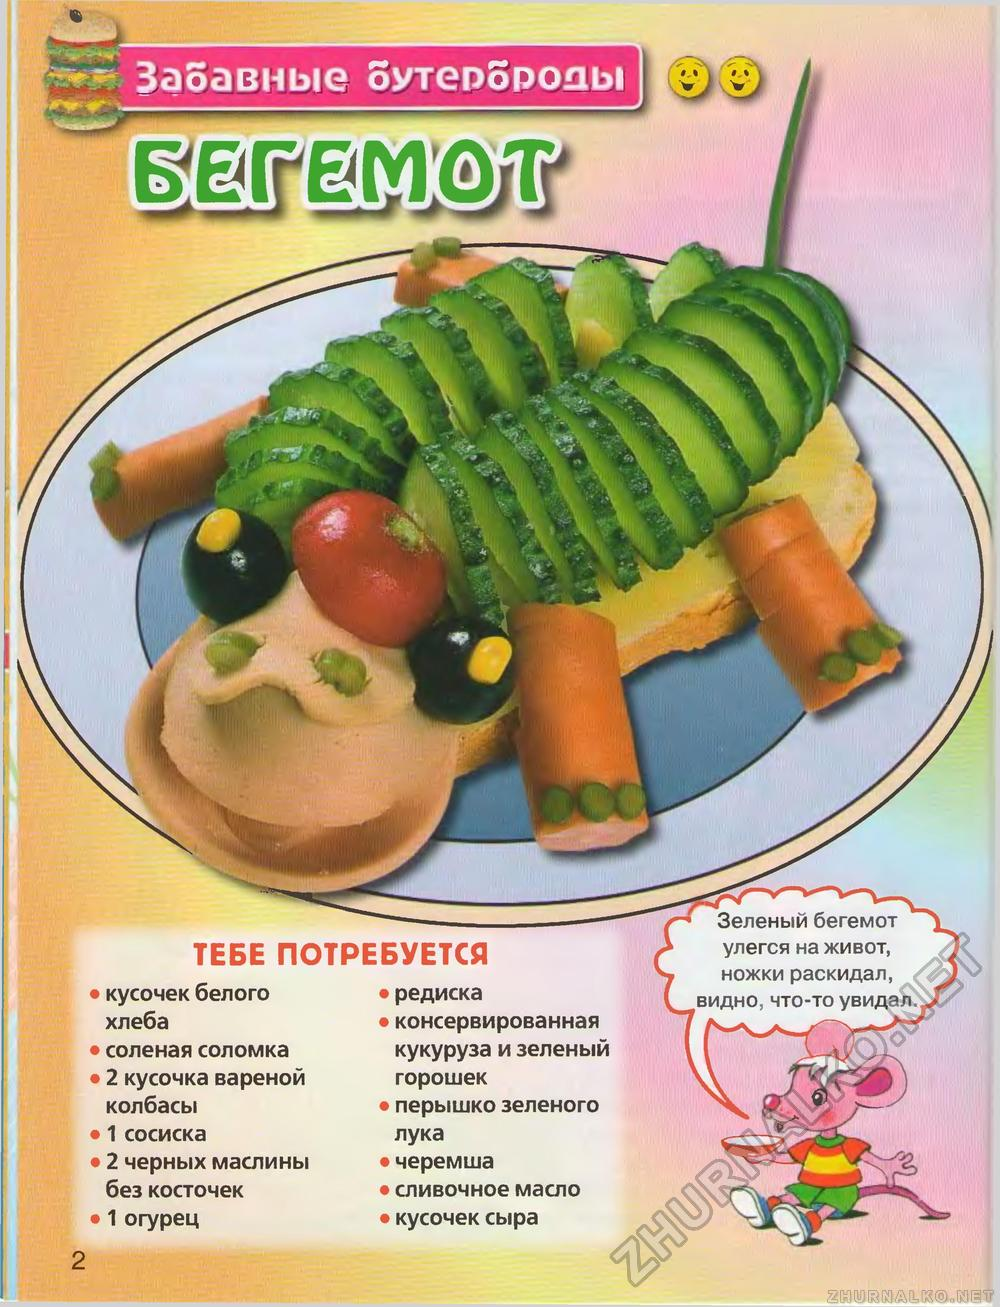 Забавные бутерброды
БЕГЕМОТ
ТЕБЕ ПОТРЕБУЕТСЯ
• кусочек белого
хлеба
• соленая соломка
• 2 кусочка вареной
колбасы
• 1 сосиска
• 2 черных маслины
без косточек
• 1 огурец
• редиска
• консервированная
кукуруза и зеленый
горошек
• перышко зеленого
лука
• черемша
• сливочное масло
• кусочек сыра
Зеленый бегемот
улегся на живот,
ножки раскидал,
видно, что-то увидал.
2
ZHURNALKO.NET
ZHURNALKO.NET